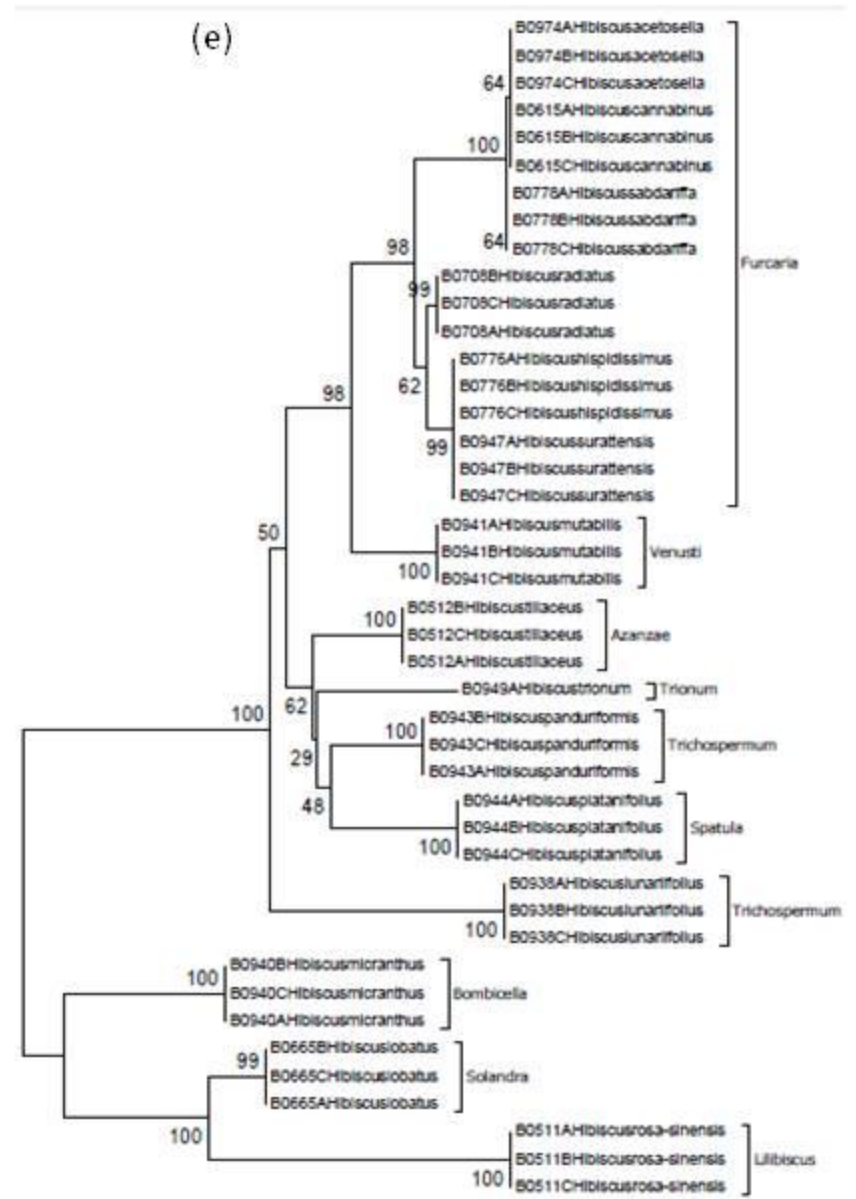 (e)
B0974AHibiscusacetosella
B0974BHibiscusacetosella
64
B0974CHibiscusacetosella
B0615AHibiscuscannabinus
B0615BHibiscuscannabinus
100
B0615CHibiscuscannabinus
B0778AHibiscussabdariffa
B0778BHibiscussabdariffa
64
B0778CHibiscussabdariffa
98
Furcaria
B0708BHibiscusradiatus
99
B0708CHibiscusradiatus
B0708AHibiscusradiatus
B0776AHibiscushispidissimus
62
B0776BHibiscushispidissimus
98
B0776CHibiscushispidissimus
B0947AHibiscussurattensis
99
B0947BHibiscussurattensis
B0947CHibiscussurattensis
B0941AHibiscusmutabilis
50
B0941BHibiscusmutabilis
Venusti
100
B0941CHibiscusmutabilis
B0512BHibiscustiliaceus
100
B0512CHibiscustiliaceus
Azanzae
B0512AHibiscustiliaceus
B0949AHibiscustrionum
Trionum
62
100
B0943BHibiscuspanduriformis
100
B0943CHibiscuspanduriformis
Trichospermum
29
B0943AHibiscuspanduriformis
48
B0944AHibiscusplatanifolius
B0944BHibiscusplatanifolius
Spatula
100
B0944CHibiscusplatanifolius
B0938AHibiscuslunariifolius
B0938BHibiscuslunariifolius
Trichospermum
100
B0938CHibiscuslunariifolius
B0940BHibiscusmicranthus
100
B0940CHibiscusmicranthus
Bombicella
B0940AHibiscusmicranthus
B0665BHibiscuslobatus
99
B0665CHibiscuslobatus
Solandra
B0665AHibiscuslobatus
100
B0511AHibiscusrosa-sinensis
B0511BHibiscusrosa-sinensis
Lilibiscus
100
B0511CHibiscusrosa-sinensis